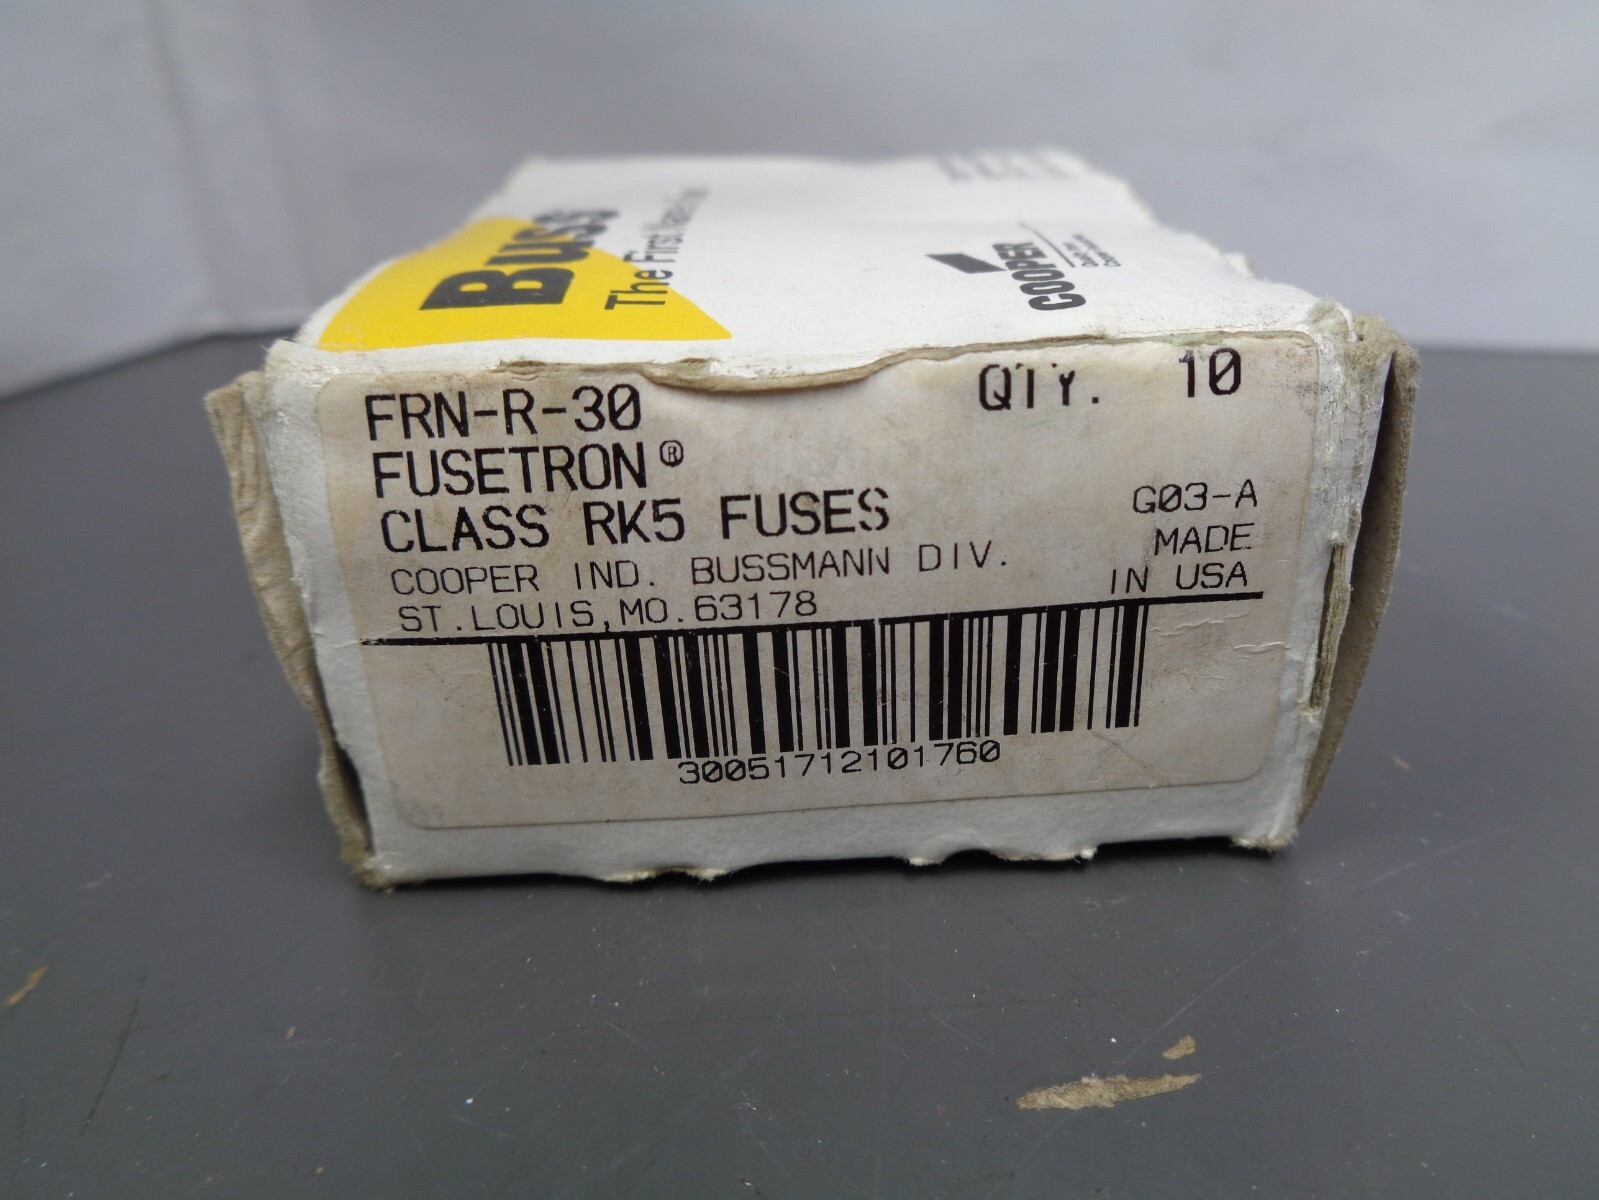 Buss
The First
COOPER
FRN-R-30
QTY. 10
FUSETRON®
CLASS RK5 FUSES
G03-A
COOPER IND. BUSSMANN DIV.
MADE
ST.LOUIS,MO.63178
IN USA
30051712101760